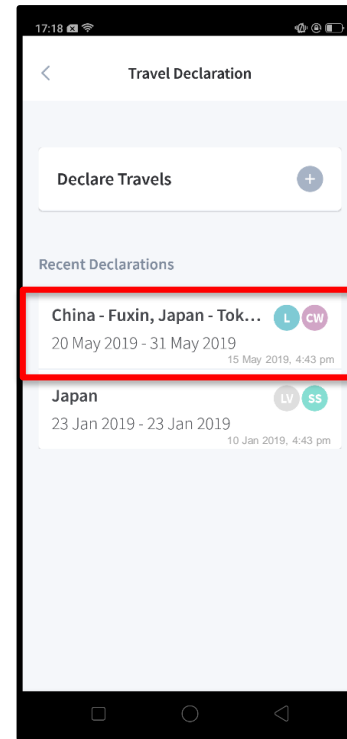 17:18
Travel Declaration
Declare Travels
Recent Declarations
China - Fuxin, Japan - Tok... L CW
20 May 2019 - 31 May 2019
15 May 2019, 4:43 pm
Japan LV SS
23 Jan 2019 - 23 Jan 2019
10 Jan 2019, 4:43 pm